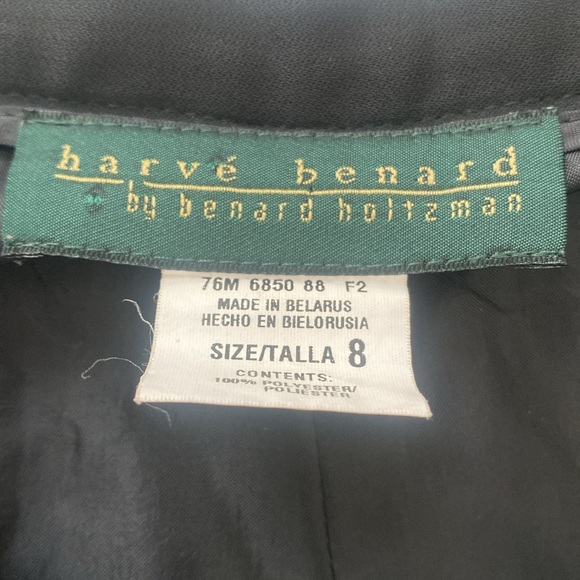 harvé benard
by benard holtzman
76M 6850 88 F2
MADE IN BELARUS
HECHO EN BIELORUSIA
SIZE/TALLA 8
CONTENTS:
100% POLYESTER/
POLIESTER